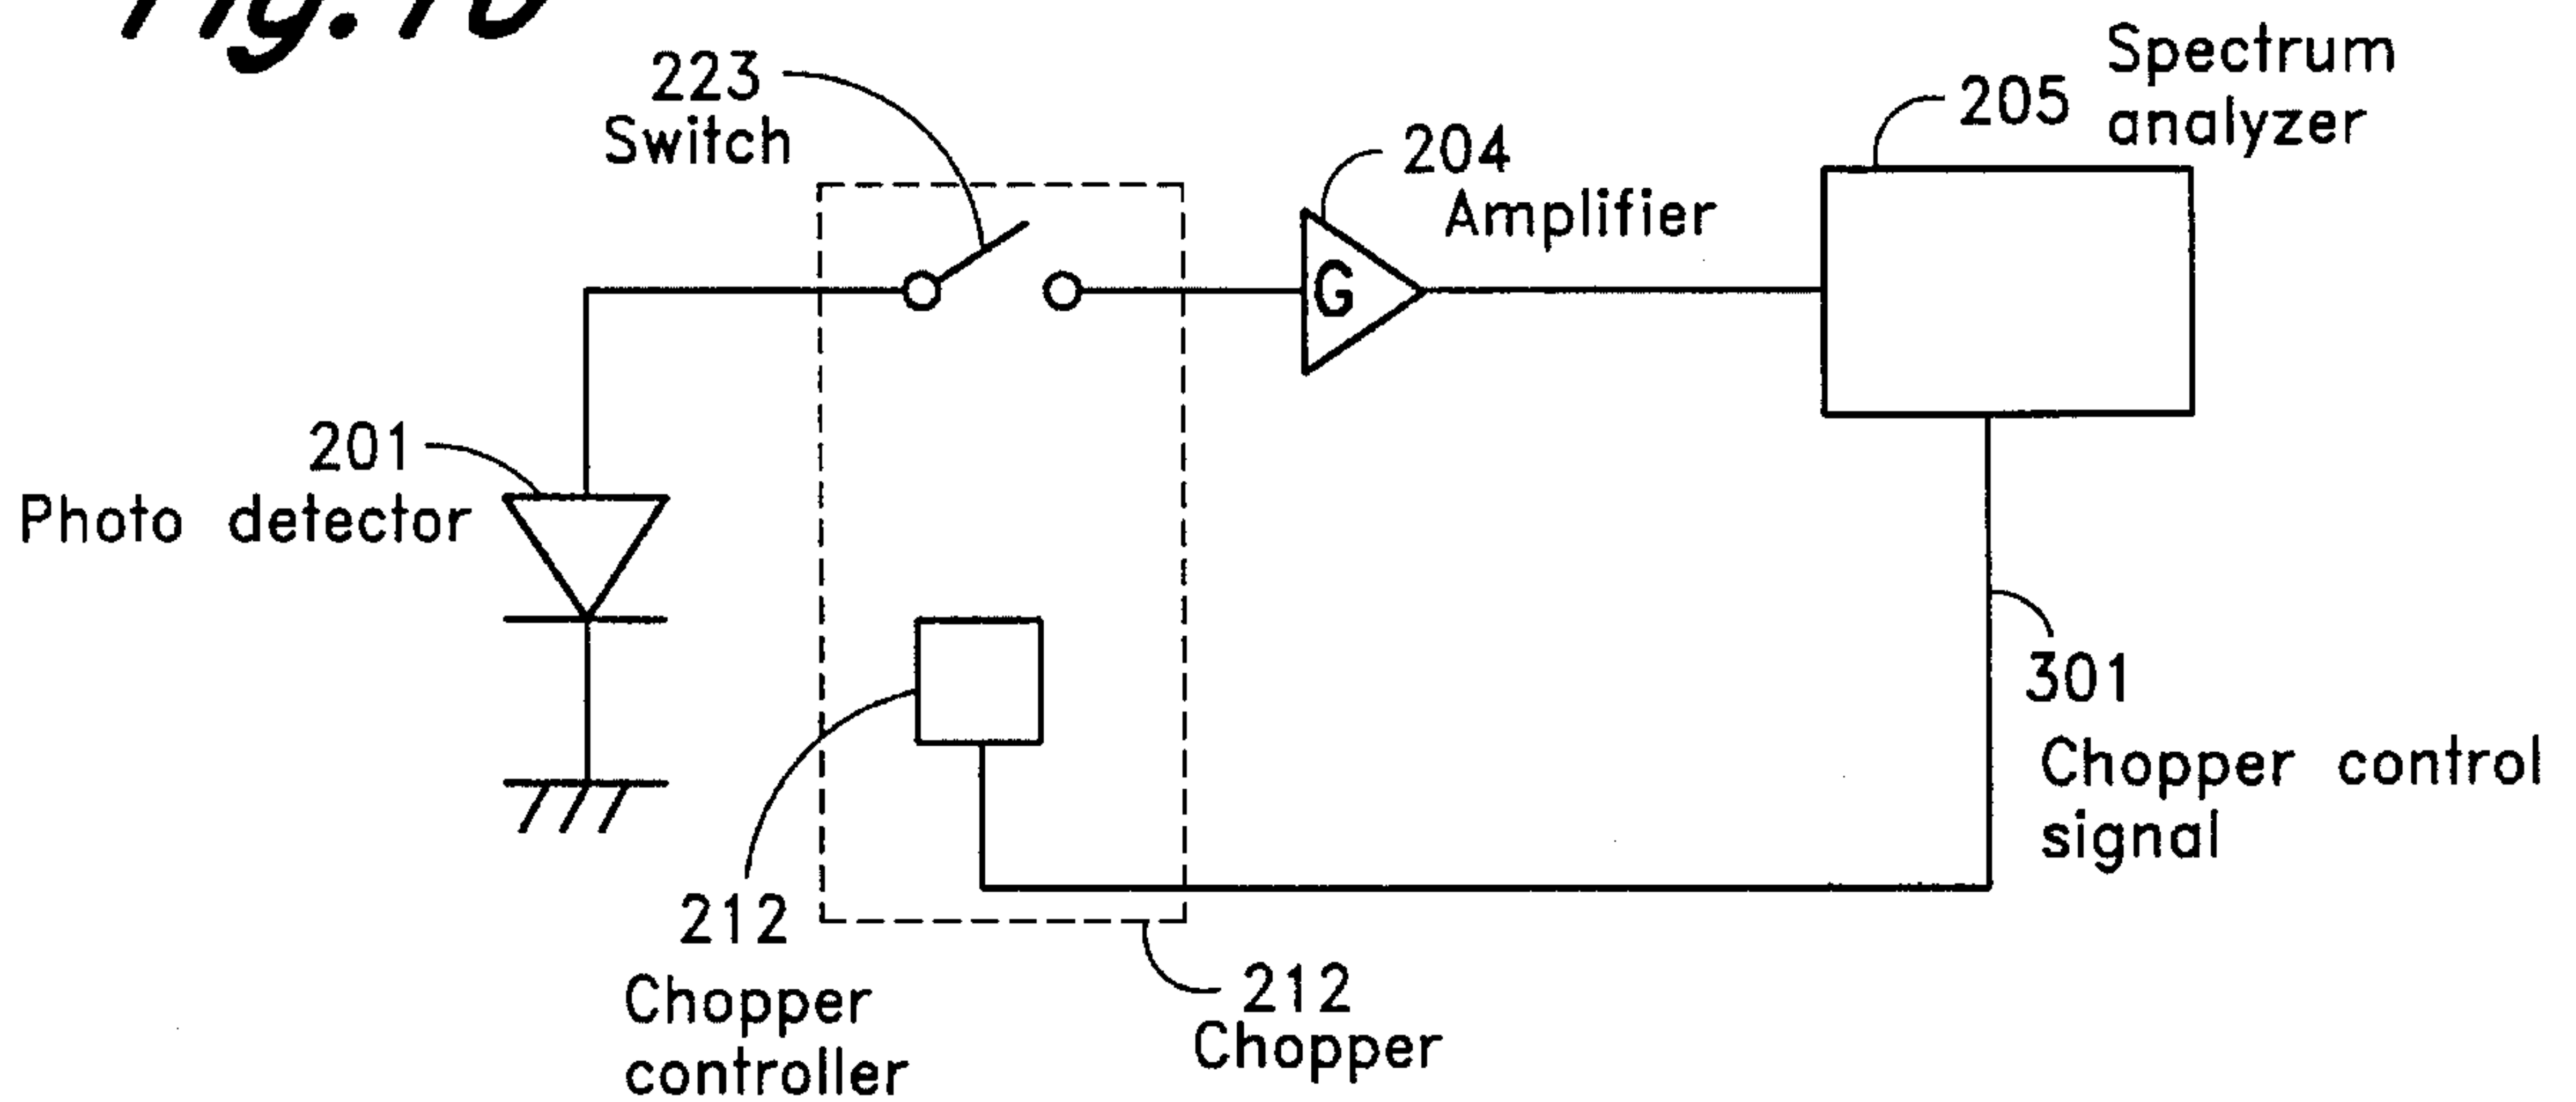 223
Switch
204
Amplifier
205
Spectrum
analyzer
G
201
Photo detector
301
Chopper control
signal
212
Chopper
controller
212
Chopper